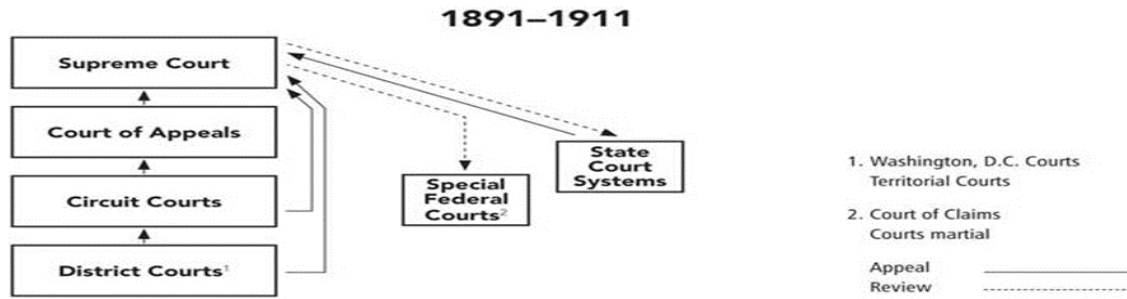 1891–1911
Supreme Court
Court of Appeals
Circuit Courts
District Courts¹
Special
Federal
Courts²
State
Court
Systems
1. Washington, D.C. Courts
Territorial Courts
2. Court of Claims
Courts martial
Appeal
Review